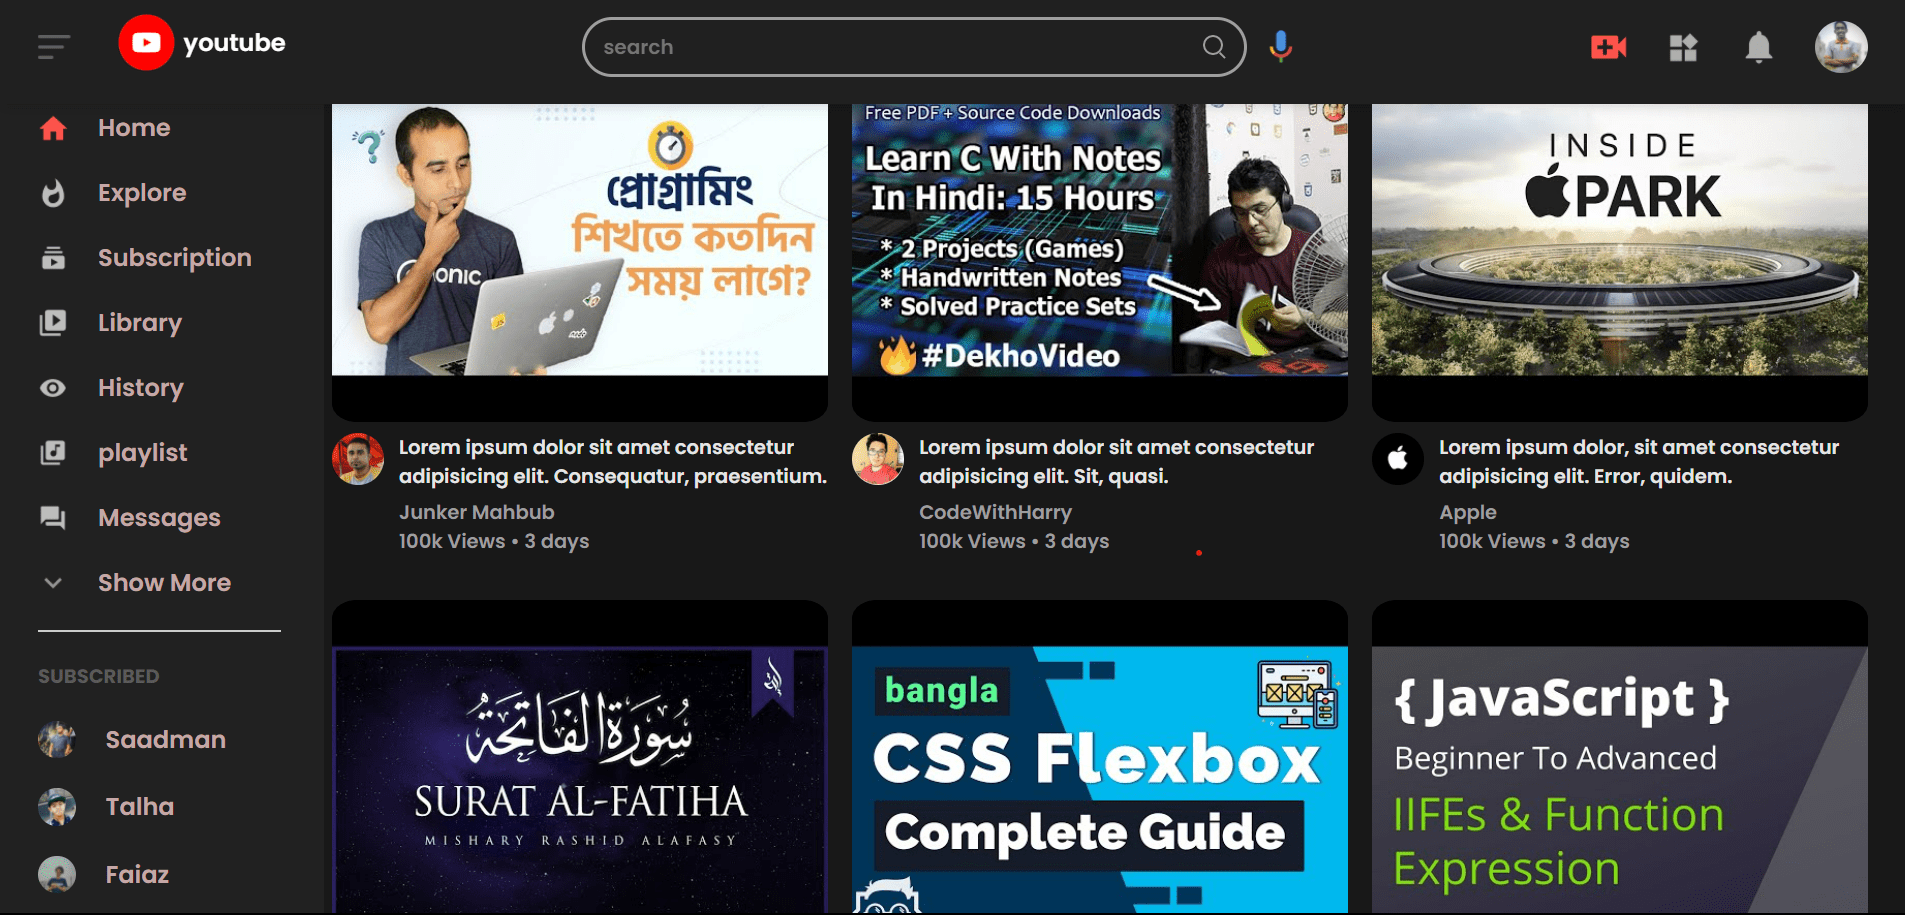 youtube
search
Home
Explore
Subscription
Library
History
playlist
Messages
Show More
SUBSCRIBED
Saadman
Talha
Faiaz
প্রোগ্রামিং
শিখতে কতদিন
সময় লাগে?
Lorem ipsum dolor sit amet consectetur
adipisicing elit. Consequatur, praesentium.
Junker Mahbub
100k Views • 3 days
Free PDF + Source Code Downloads
Learn C With Notes
In Hindi: 15 Hours
* 2 Projects (Games)
* Handwritten Notes
* Solved Practice Sets
#DekhoVideo
Lorem ipsum dolor sit amet consectetur
adipisicing elit. Sit, quasi.
CodeWithHarry
100k Views • 3 days
INSIDE
PARK
Lorem ipsum dolor, sit amet consectetur
adipisicing elit. Error, quidem.
Apple
100k Views • 3 days
سُورَةُ الفَاتِحَةِ
SURAT AL-FATIHA
MISHARY RASHID ALAFASY
bangla
CSS Flexbox
Complete Guide
{ JavaScript }
Beginner To Advanced
IIFEs & Function
Expression